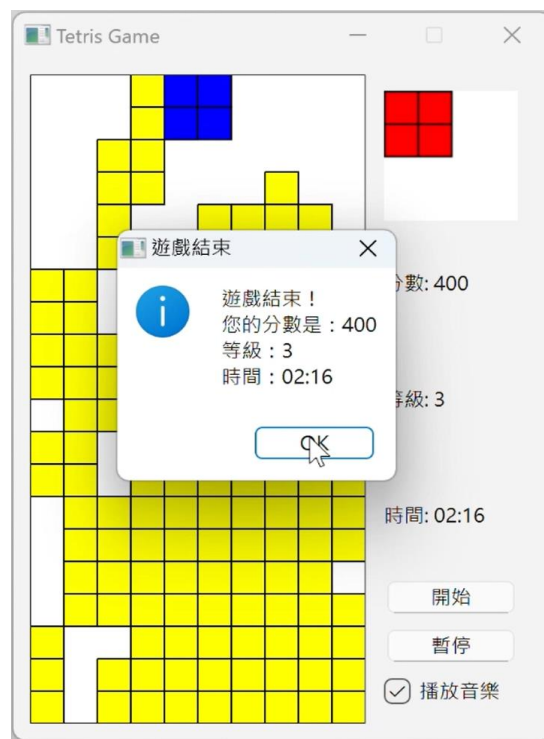 Tetris Game
遊戲結束
遊戲結束！
您的分數是：400
等級：3
時間：02:16
OK
數: 400
級: 3
時間: 02:16
開始
暫停
播放音樂